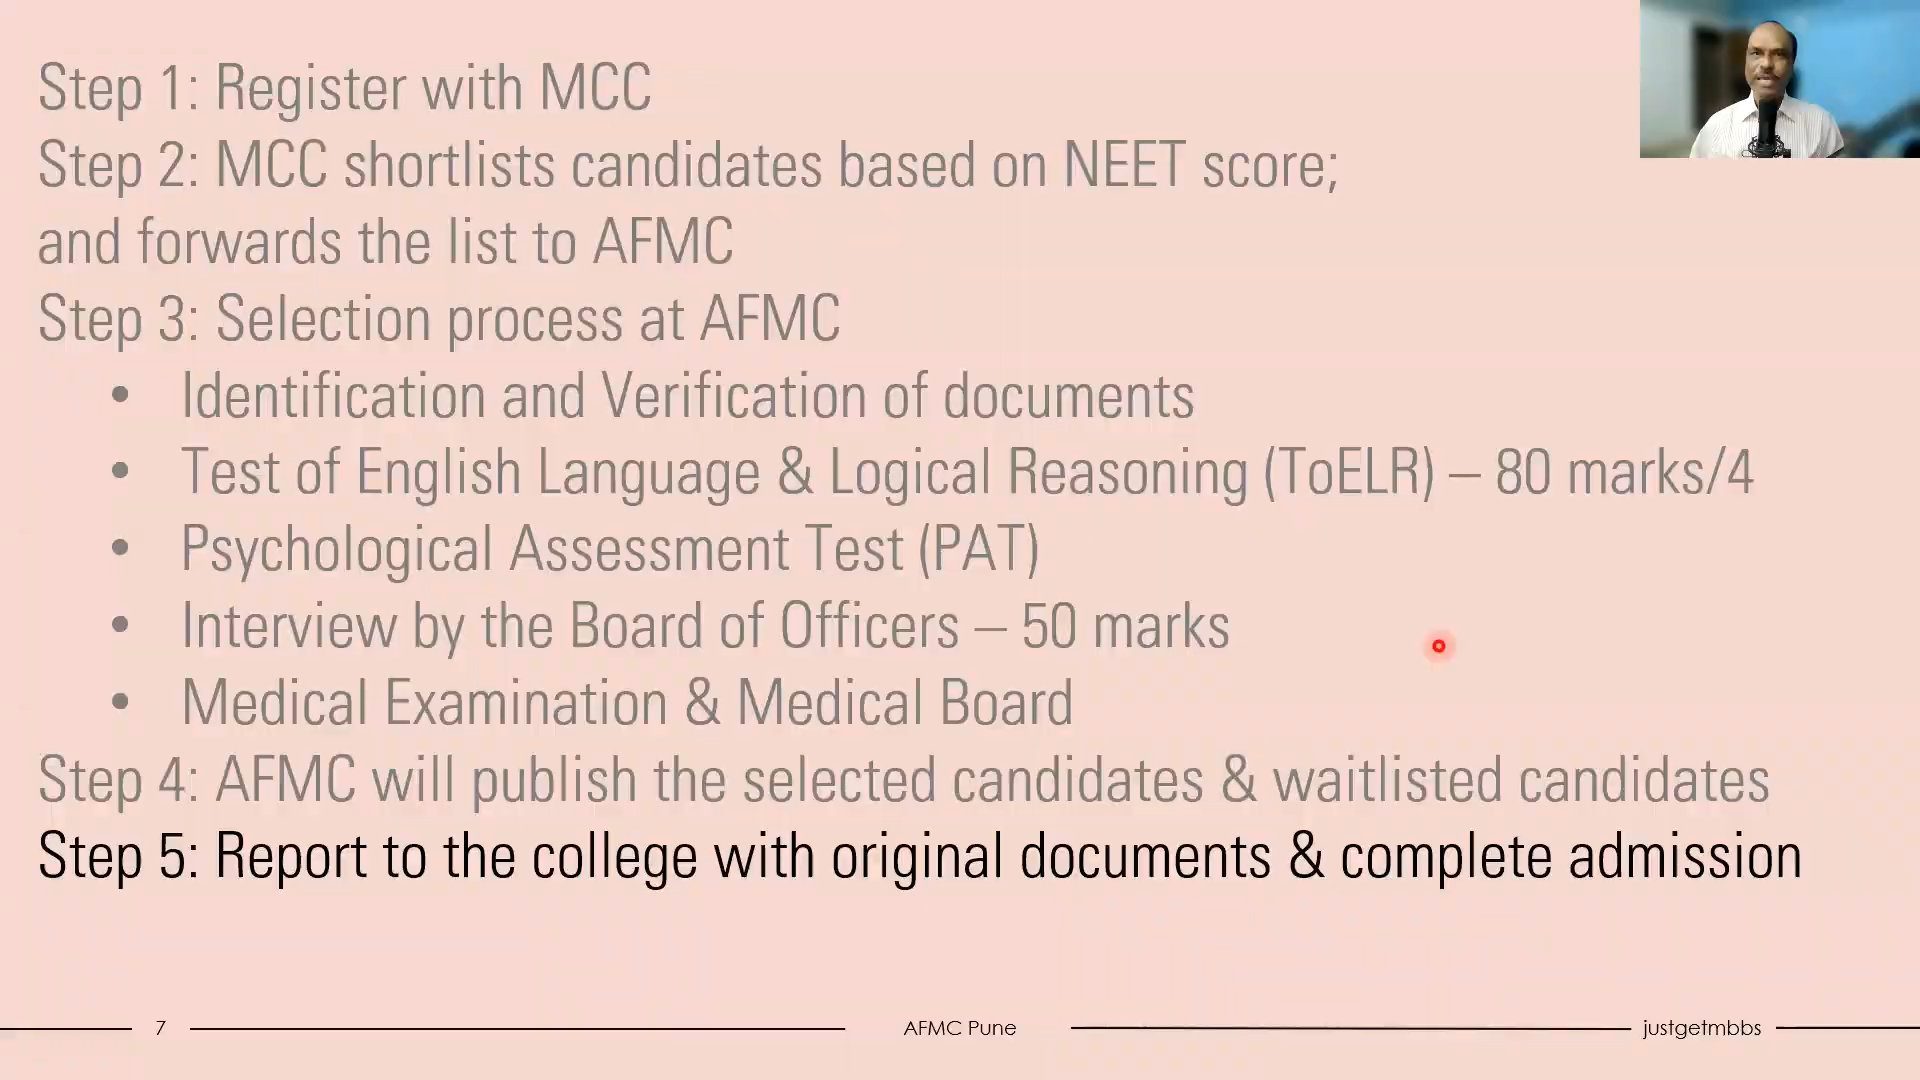 Step 1: Register with MCC
Step 2: MCC shortlists candidates based on NEET score;
and forwards the list to AFMC
Step 3: Selection process at AFMC
• Identification and Verification of documents
• Test of English Language & Logical Reasoning (ToELR) – 80 marks/4
• Psychological Assessment Test (PAT)
• Interview by the Board of Officers – 50 marks
• Medical Examination & Medical Board
Step 4: AFMC will publish the selected candidates & waitlisted candidates
Step 5: Report to the college with original documents & complete admission
7 AFMC Pune justgetmbbs